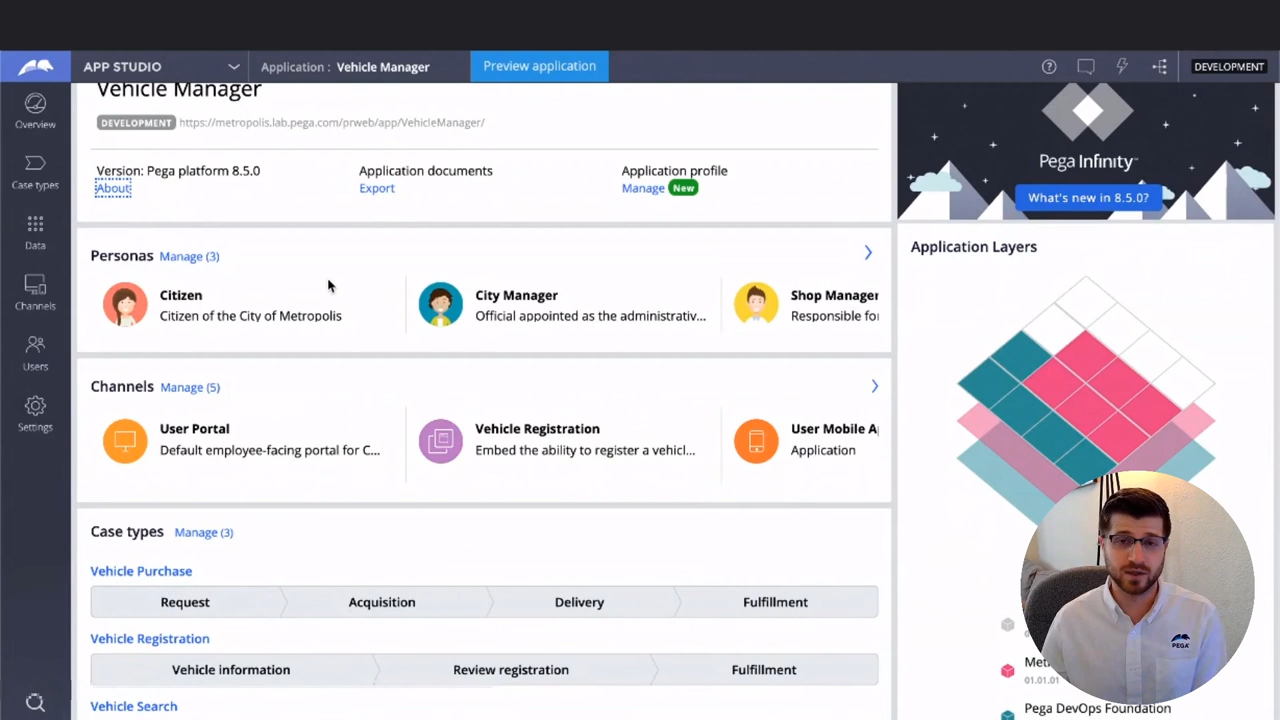 APP STUDIO
Application : Vehicle Manager
Preview application
DEVELOPMENT
Overview
Case types
Data
Channels
Users
Settings
Vehicle Manager
DEVELOPMENT https://metropolis.lab.pega.com/prweb/app/VehicleManager/
Version: Pega platform 8.5.0
About
Application documents
Export
Application profile
Manage New
Personas Manage (3)
Citizen
Citizen of the City of Metropolis
City Manager
Official appointed as the administrativ...
Shop Manager
Responsible fo
Channels Manage (5)
User Portal
Default employee-facing portal for C...
Vehicle Registration
Embed the ability to register a vehicl...
User Mobile A
Application
Case types Manage (3)
Vehicle Purchase
Request
Acquisition
Delivery
Fulfillment
Vehicle Registration
Vehicle information
Review registration
Fulfillment
Vehicle Search
Pega Infinity™
What's new in 8.5.0?
Application Layers
Met
01.01.01
Pega DevOps Foundation
PEGA